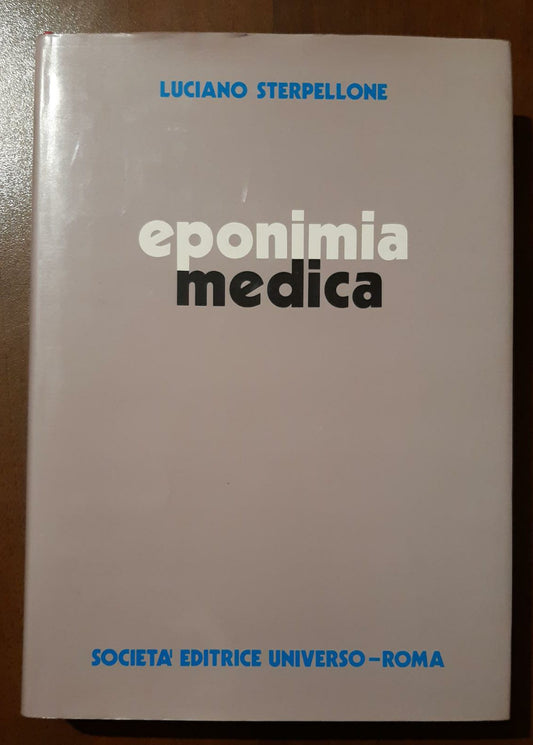 LUCIANO STERPELLONE
eponimia
medica
SOCIETA' EDITRICE UNIVERSO-ROMA